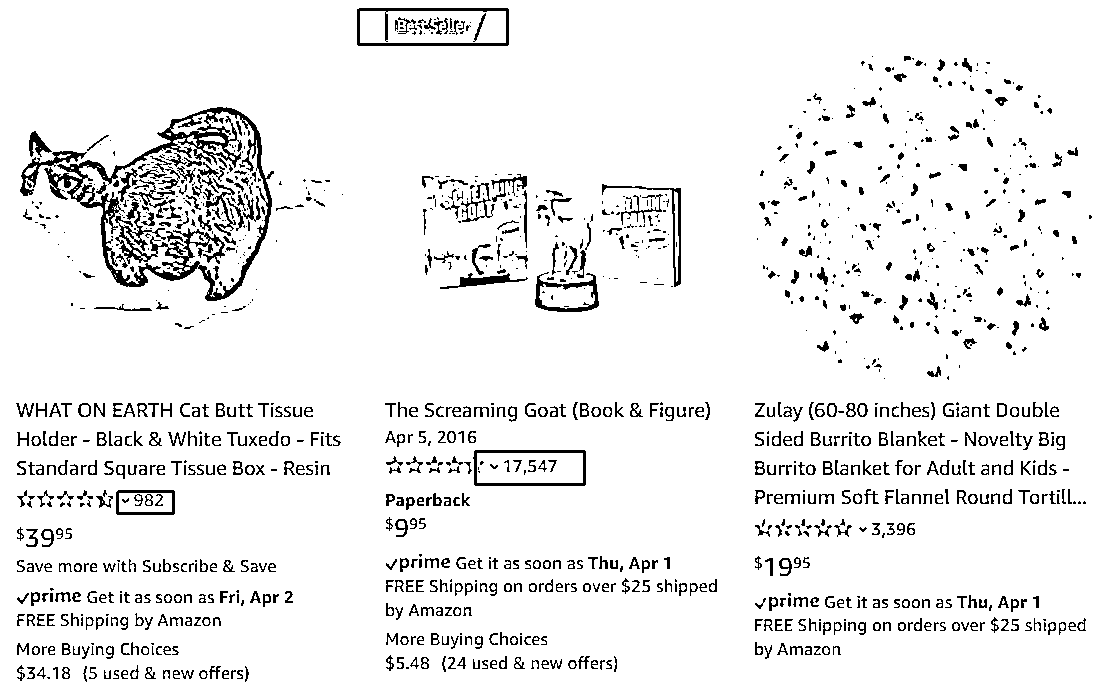 Best Seller
SCREAMING
GOAT
WHAT ON EARTH Cat Butt Tissue
Holder - Black & White Tuxedo - Fits
Standard Square Tissue Box - Resin
982
$39⁹⁵
Save more with Subscribe & Save
prime Get it as soon as Fri, Apr 2
FREE Shipping by Amazon
More Buying Choices
$34.18 (5 used & new offers)
The Screaming Goat (Book & Figure)
Apr 5, 2016
17,547
Paperback
$9⁹⁵
prime Get it as soon as Thu, Apr 1
FREE Shipping on orders over $25 shipped
by Amazon
More Buying Choices
$5.48 (24 used & new offers)
Zulay (60-80 inches) Giant Double
Sided Burrito Blanket - Novelty Big
Burrito Blanket for Adult and Kids -
Premium Soft Flannel Round Tortill...
3,396
$19⁹⁵
prime Get it as soon as Thu, Apr 1
FREE Shipping on orders over $25 shipped
by Amazon